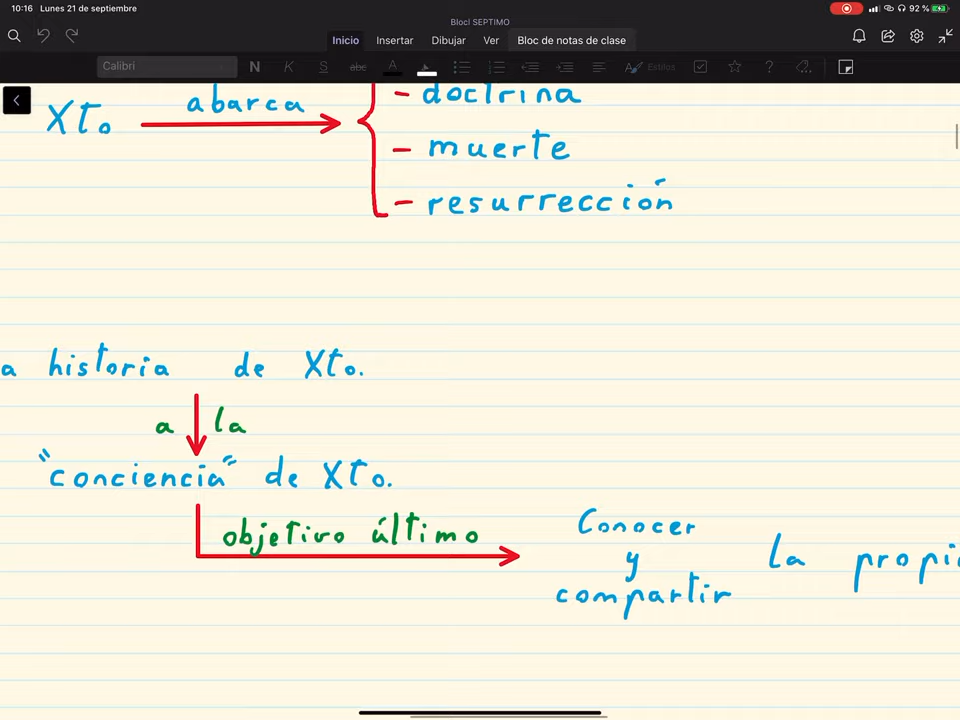 10:16 Lunes 21 de septiembre
92 %
Bloci SEPTIMO
Inicio Insertar Dibujar Ver Bloc de notas de clase
Calibri N K S abc A Estilos
Xto abarca
- doctrina
- muerte
- resurrección
a historia de Xto.
a la
"conciencia" de Xto.
objetivo último
Conocer
y
compartir
la propi